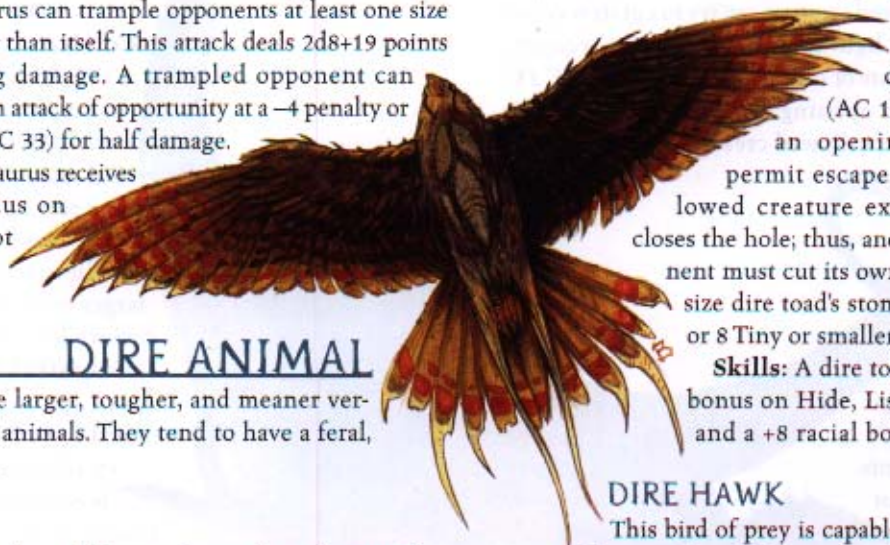 rus can trample opponents at least one size
than itself. This attack deals 2d8+19 points
g damage. A trampled opponent can
n attack of opportunity at a –4 penalty or
C 33) for half damage.
aurus receives
us on
ot
DIRE ANIMAL
e larger, tougher, and meaner ver-
animals. They tend to have a feral,
(AC 1
an openin
permit escape
lowed creature ex
closes the hole; thus, and
nent must cut its own
size dire toad's stom
or 8 Tiny or smaller
Skills: A dire to
bonus on Hide, Lis
and a +8 racial bo
DIRE HAWK
This bird of prey is capabl